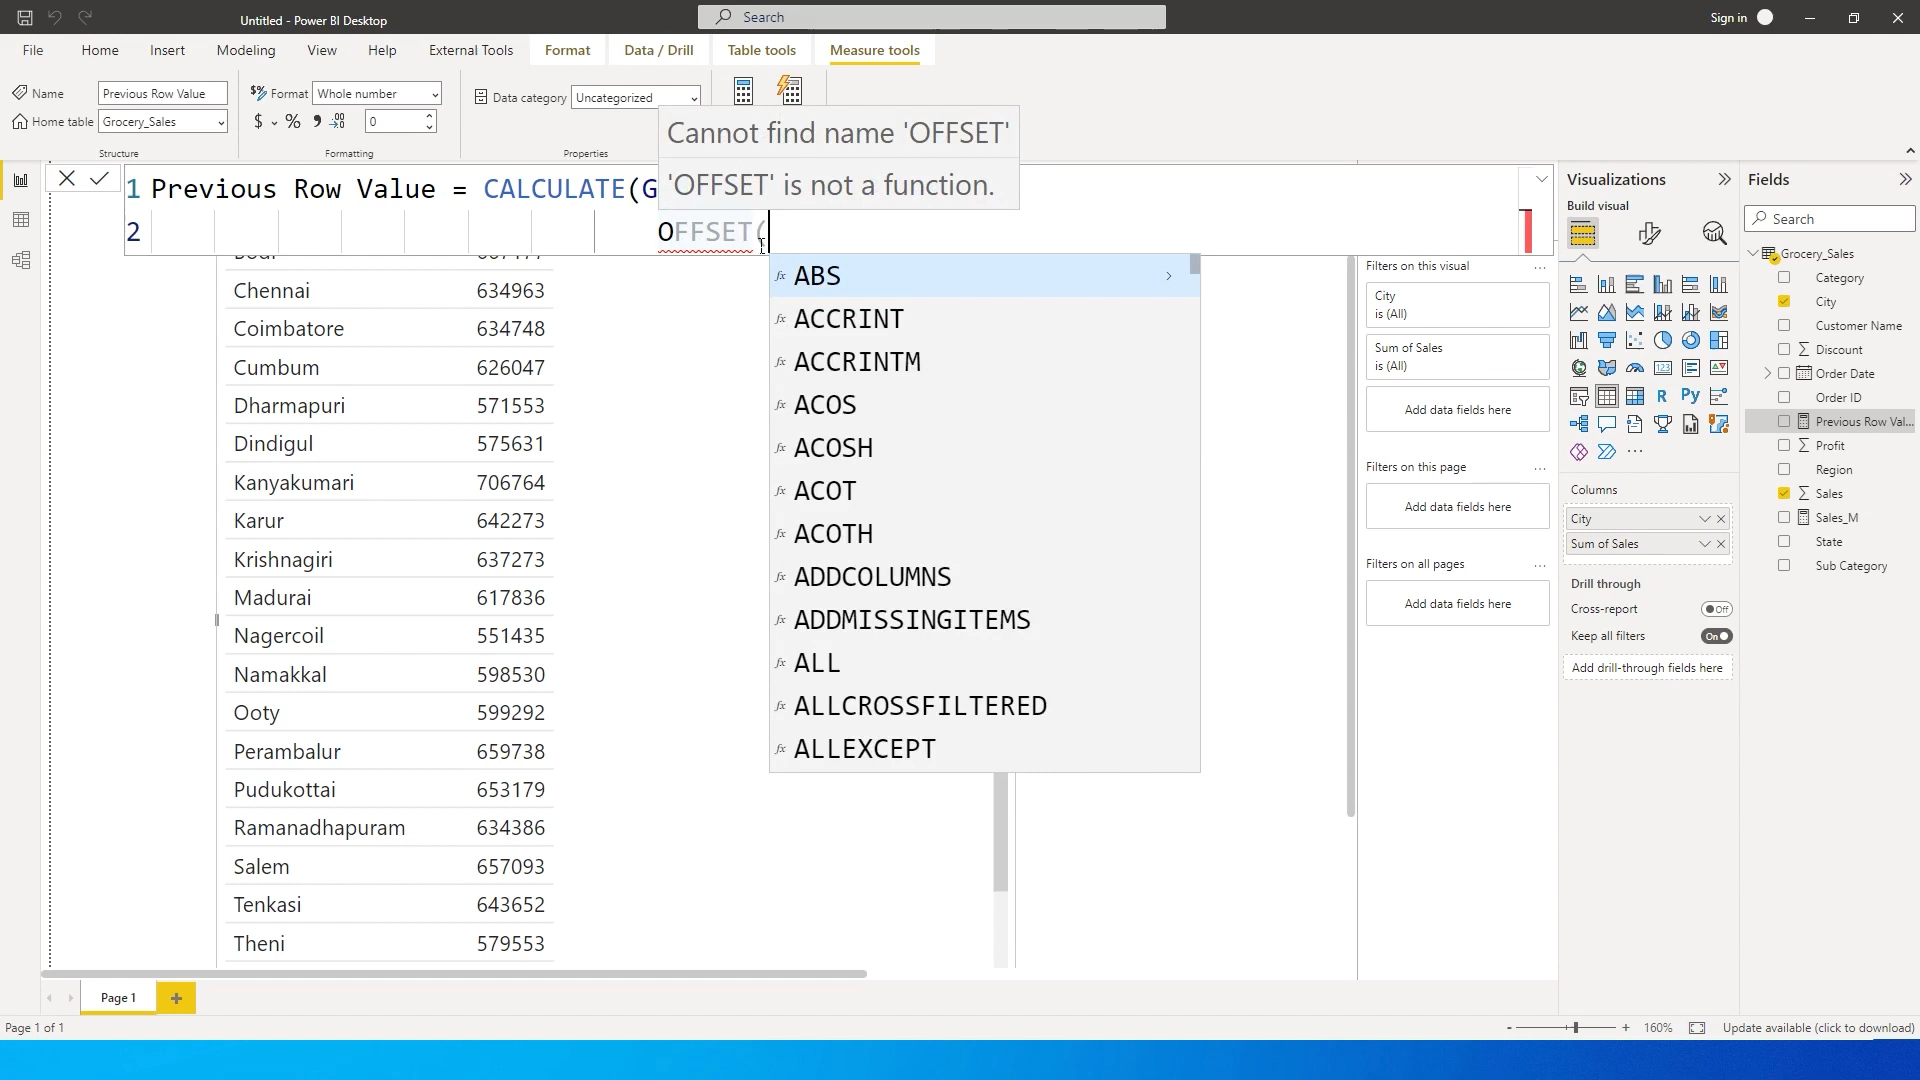 Untitled - Power BI Desktop
Search
Sign in
File Home Insert Modeling View Help External Tools Format Data / Drill Table tools Measure tools
Name Previous Row Value
Home table Grocery_Sales
Structure
Format Whole number
$ % 0
Formatting
Data category Uncategorized
Properties
Cannot find name 'OFFSET'
'OFFSET' is not a function.
1 Previous Row Value = CALCULATE(G
2 OFFSET(
ABS
ACCRINT
ACCRINTM
ACOS
ACOSH
ACOT
ACOTH
ADDCOLUMNS
ADDMISSINGITEMS
ALL
ALLCROSSFILTERED
ALLEXCEPT
Chennai 634963
Coimbatore 634748
Cumbum 626047
Dharmapuri 571553
Dindigul 575631
Kanyakumari 706764
Karur 642273
Krishnagiri 637273
Madurai 617836
Nagercoil 551435
Namakkal 598530
Ooty 599292
Perambalur 659738
Pudukottai 653179
Ramanadhapuram 634386
Salem 657093
Tenkasi 643652
Theni 579553
Filters on this visual ...
City
is (All)
Sum of Sales
is (All)
Add data fields here
Filters on this page ...
Add data fields here
Filters on all pages ...
Add data fields here
Visualizations
Build visual
123
R Py
...
Columns
City
Sum of Sales
Drill through
Cross-report Off
Keep all filters On
Add drill-through fields here
Fields
Search
Grocery_Sales
Category
City
Customer Name
Discount
Order Date
Order ID
Previous Row Val...
Profit
Region
Sales
Sales_M
State
Sub Category
Page 1
Page 1 of 1
- + 160%
Update available (click to download)